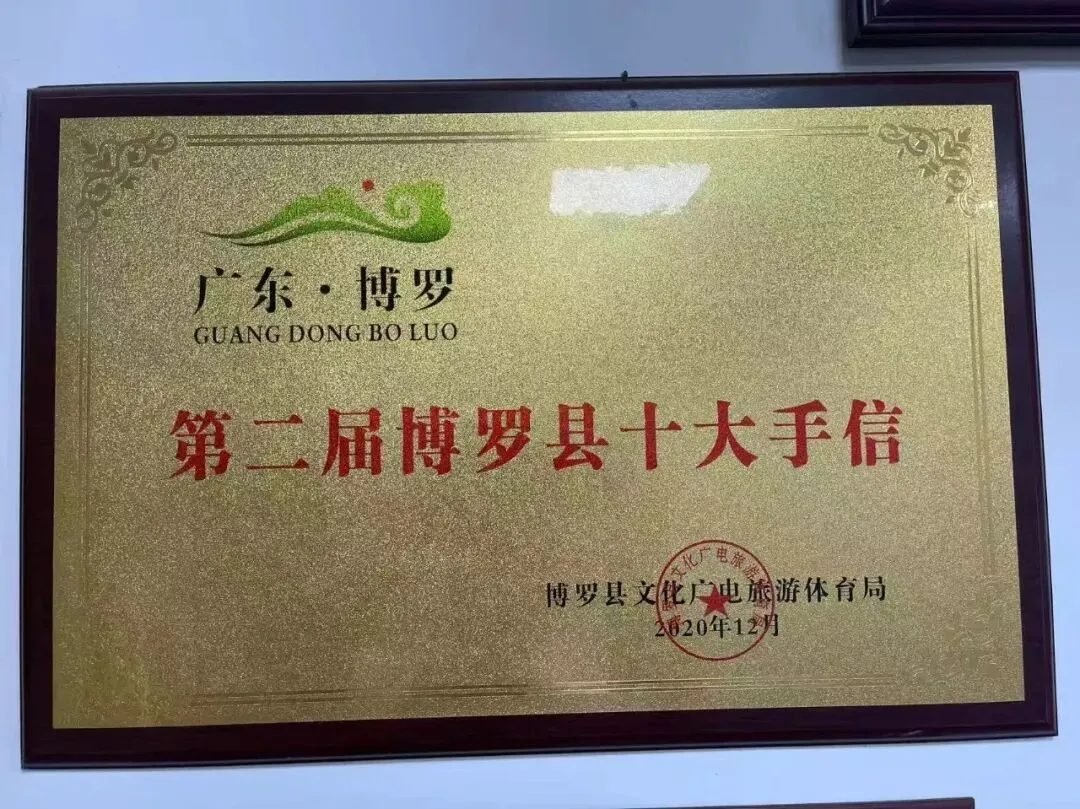 广东·博罗
GUANG DONG BO LUO
第二届博罗县十大手信
博罗县文化广电旅游体育局
2020年12月